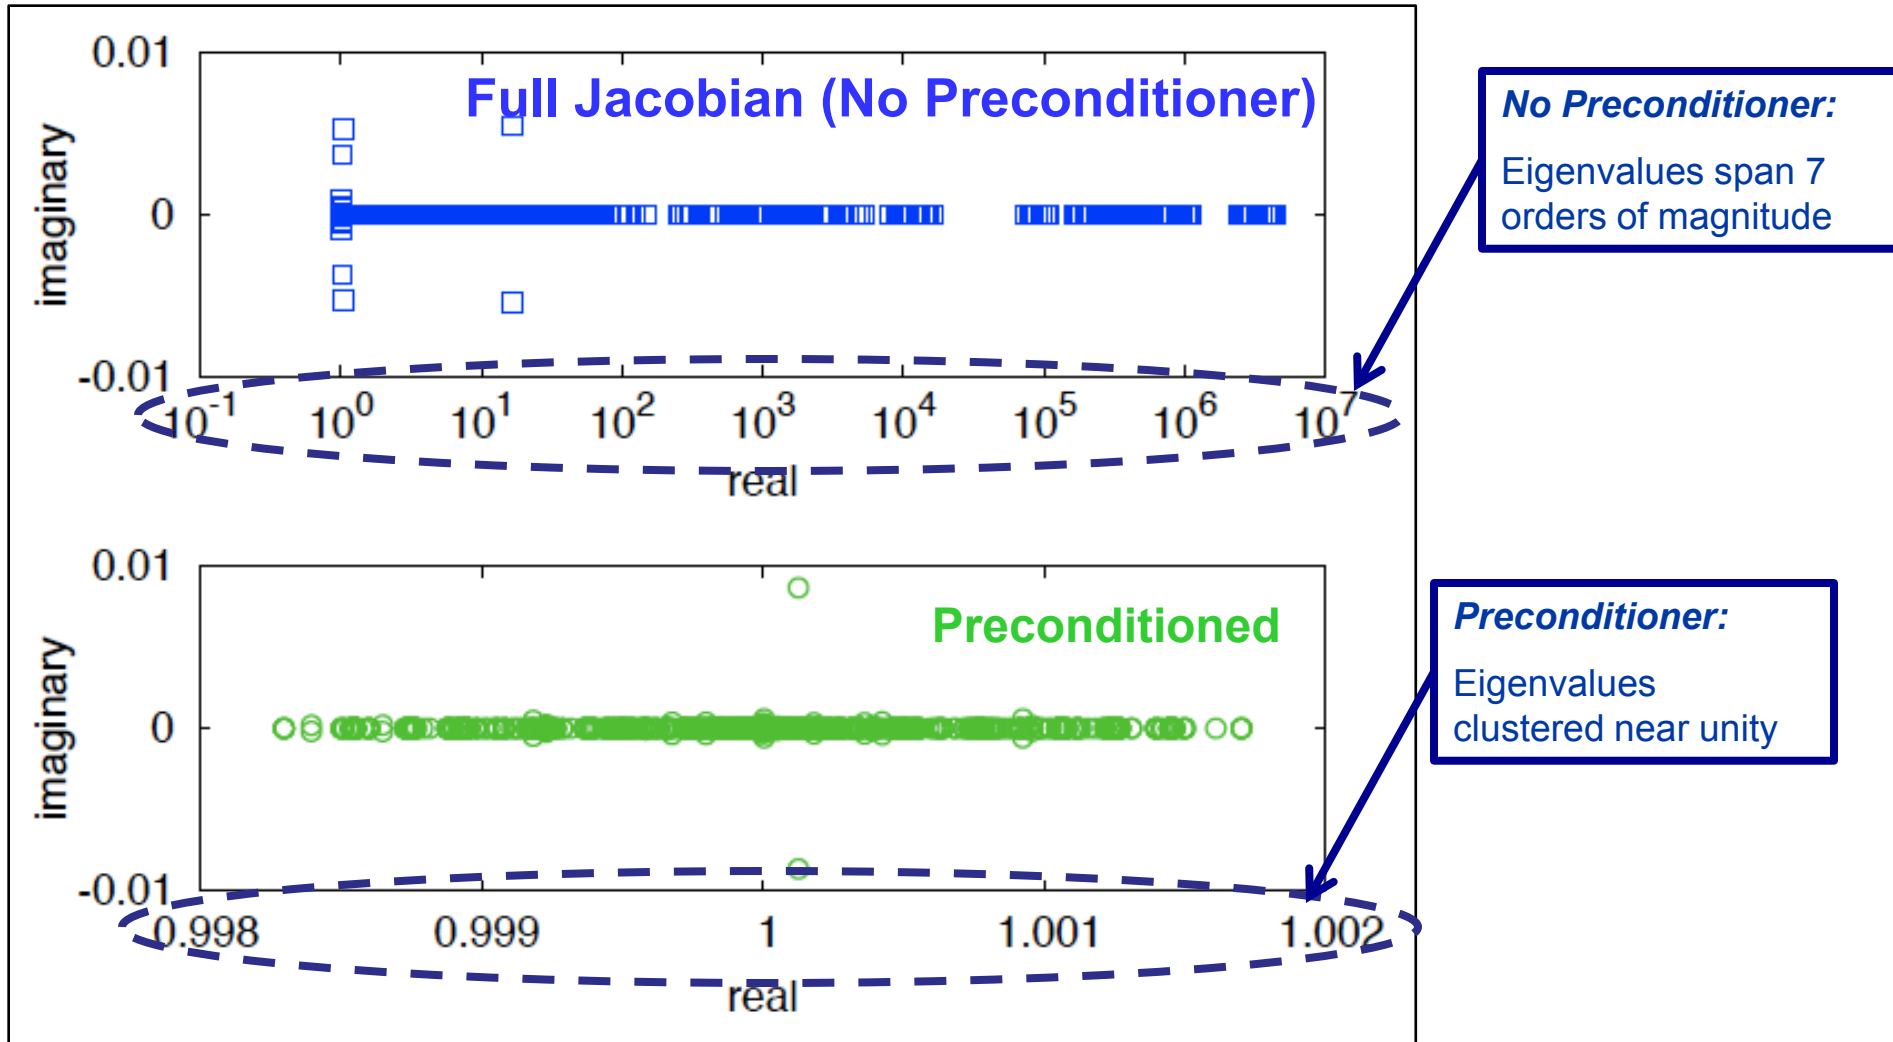 0.01
Full Jacobian (No Preconditioner)
imaginary
0
-0.01
10^-1 10^0 10^1 10^2 10^3 10^4 10^5 10^6 10^7
real
No Preconditioner:
Eigenvalues span 7
orders of magnitude
0.01
Preconditioned
imaginary
0
-0.01
0.998 0.999 1 1.001 1.002
real
Preconditioner:
Eigenvalues
clustered near unity